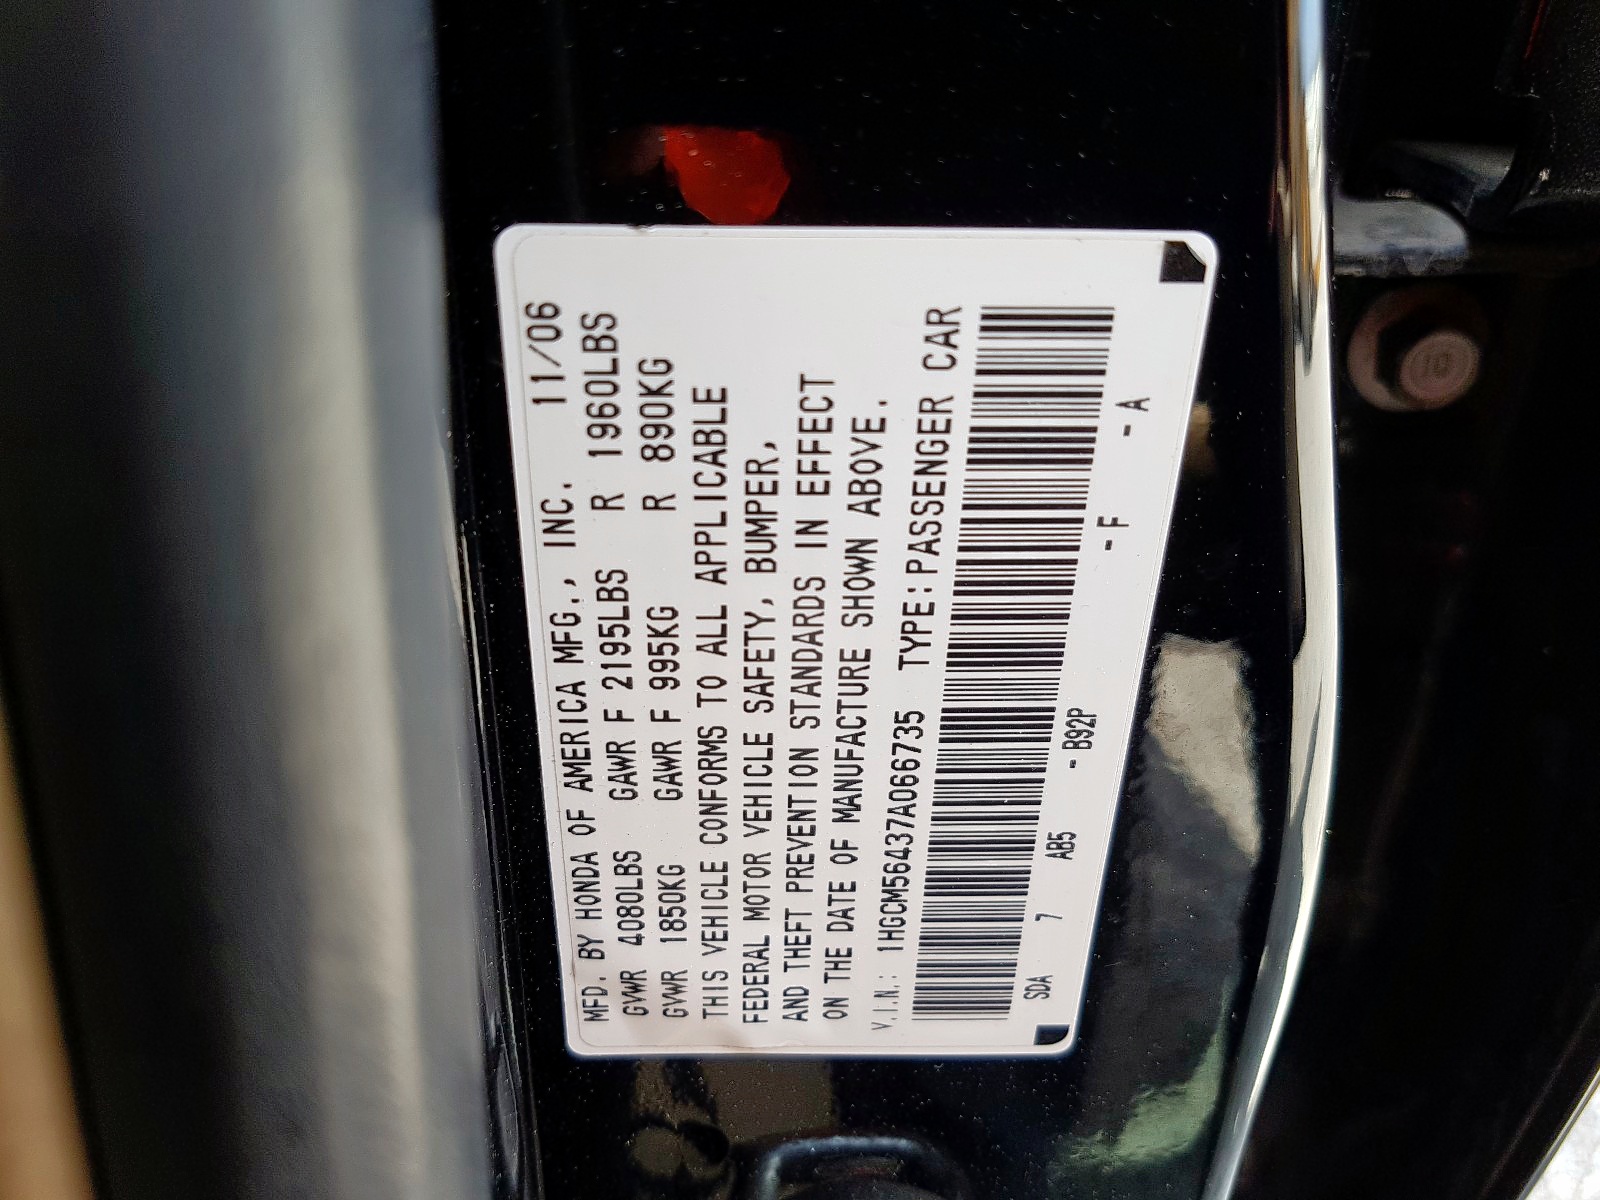 MFD. BY HONDA OF AMERICA MFG., INC. 11/06
GVWR 4080LBS GAWR F 2195LBS R 1960LBS
GVWR 1850KG GAWR F 995KG R 890KG
THIS VEHICLE CONFORMS TO ALL APPLICABLE
FEDERAL MOTOR VEHICLE SAFETY, BUMPER,
AND THEFT PREVENTION STANDARDS IN EFFECT
ON THE DATE OF MANUFACTURE SHOWN ABOVE.
V.I.N.: 1HGCM56437A066735 TYPE: PASSENGER CAR
SDA 7 AB5 - B92P - F - A
10